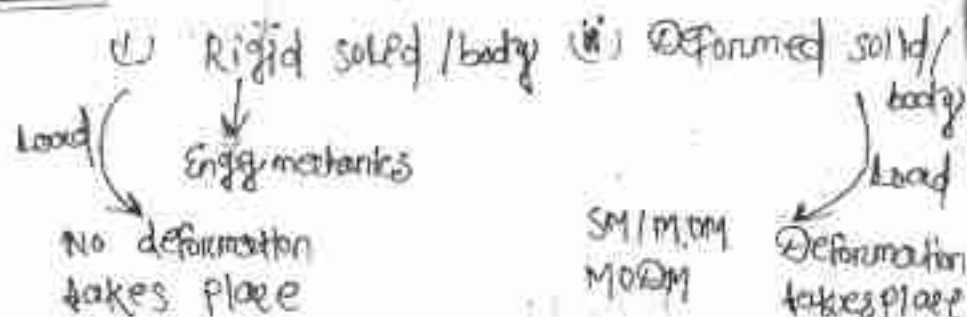 (i) Rigid solid / body (ii) Deformed solid / body
Load
Engg. mechanics
Load
No deformation takes place
SM / M.OM
MODM
Deformation takes place